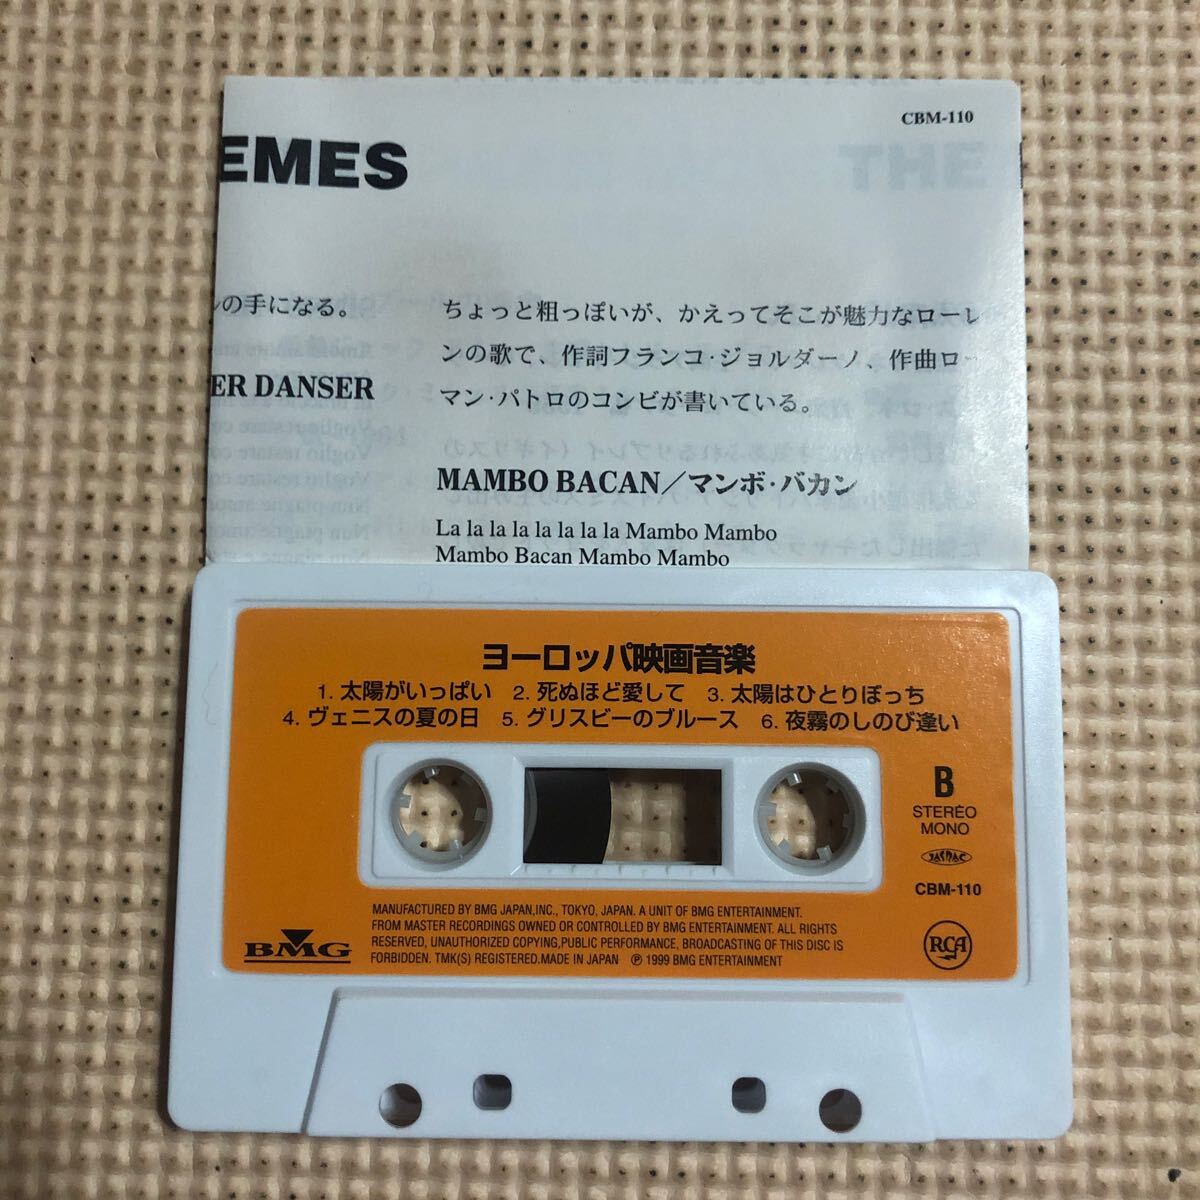 CBM-110
EMES
THE
の手になる。
ER DANSER
ちょっと粗っぽいが、かえってそこが魅力なローレ
ンの歌で、作詞フランコ・ジョルダーノ、作曲ロー
マン・パトロのコンビが書いている。
MAMBO BACAN／マンボ・バカン
La la la la la la la la Mambo Mambo
Mambo Bacan Mambo Mambo
ヨーロッパ映画音楽
1. 太陽がいっぱい 2. 死ぬほど愛して 3. 太陽はひとりぼっち
4. ヴェニスの夏の日 5. グリスビーのブルース 6. 夜霧のしのび逢い
B
STEREO
MONO
JASRAC
CBM-110
MANUFACTURED BY BMG JAPAN,INC., TOKYO, JAPAN. A UNIT OF BMG ENTERTAINMENT.
FROM MASTER RECORDINGS OWNED OR CONTROLLED BY BMG ENTERTAINMENT. ALL RIGHTS
RESERVED, UNAUTHORIZED COPYING,PUBLIC PERFORMANCE, BROADCASTING OF THIS DISC IS
FORBIDDEN. TMK(S) REGISTERED.MADE IN JAPAN ℗ 1999 BMG ENTERTAINMENT
BMG
RCA